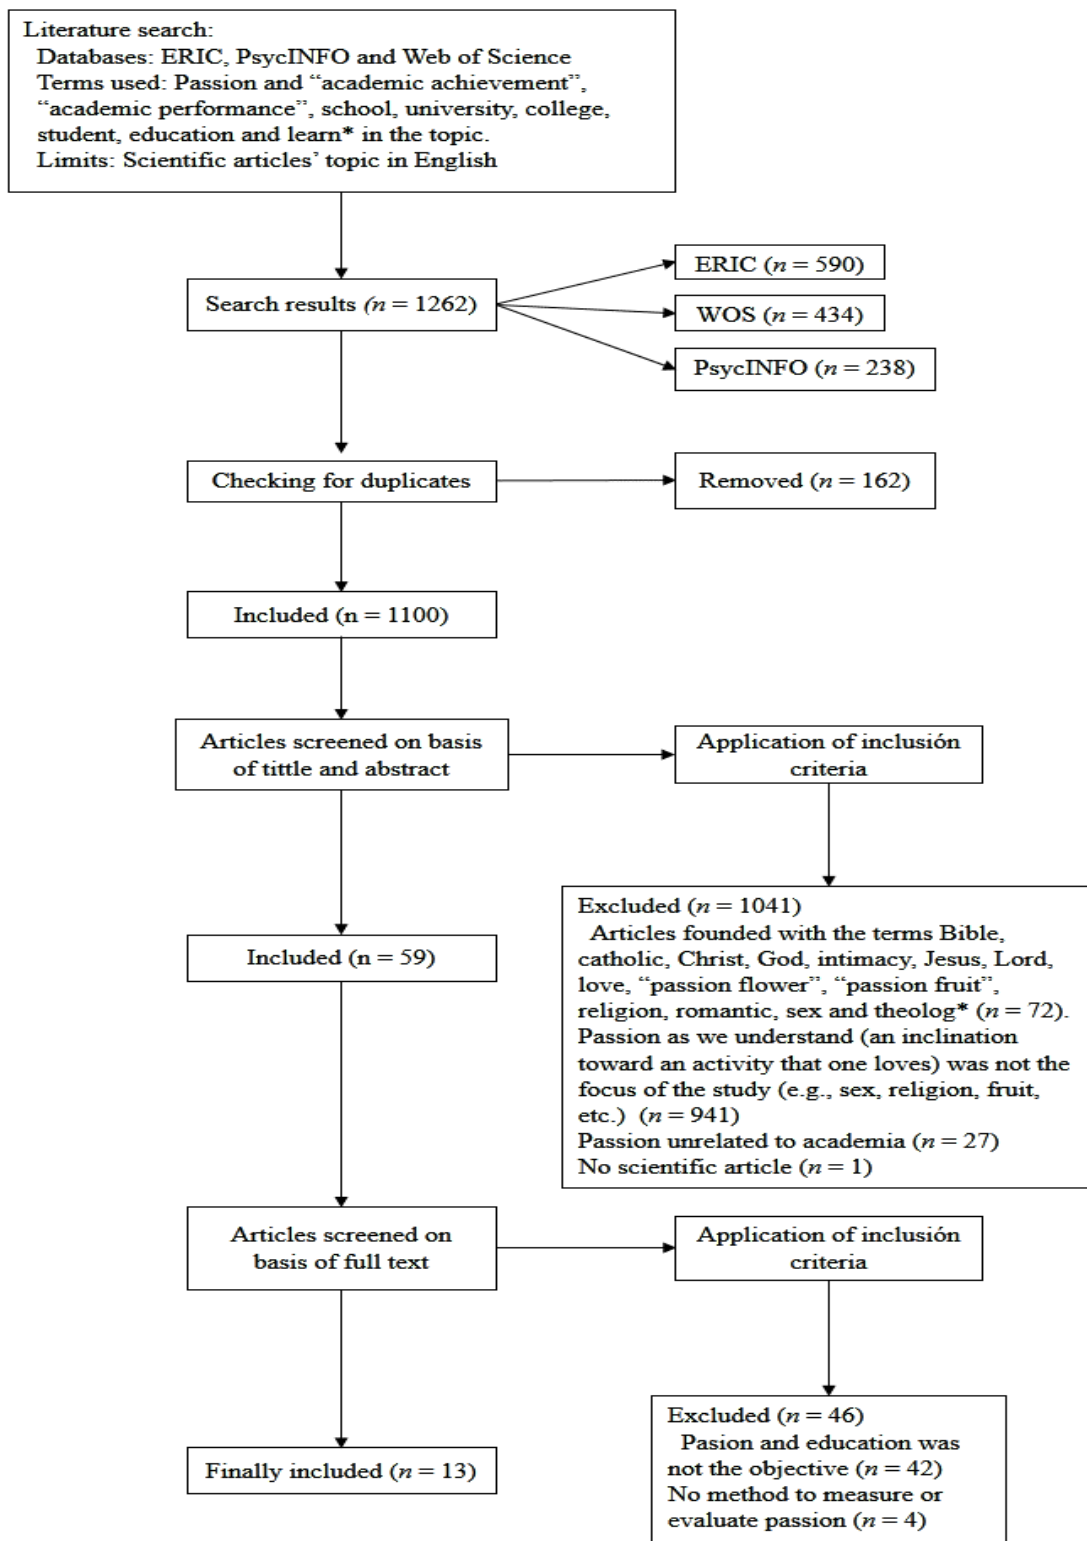 Literature search:
Databases: ERIC, PsycINFO and Web of Science
Terms used: Passion and “academic achievement”,
“academic performance”, school, university, college,
student, education and learn* in the topic.
Limits: Scientific articles’ topic in English
Search results (n = 1262)
ERIC (n = 590)
WOS (n = 434)
PsycINFO (n = 238)
Checking for duplicates
Removed (n = 162)
Included (n = 1100)
Articles screened on basis
of tittle and abstract
Application of inclusión
criteria
Excluded (n = 1041)
Articles founded with the terms Bible,
catholic, Christ, God, intimacy, Jesus, Lord,
love, “passion flower”, “passion fruit”,
religion, romantic, sex and theolog* (n = 72).
Passion as we understand (an inclination
toward an activity that one loves) was not the
focus of the study (e.g., sex, religion, fruit,
etc.) (n = 941)
Passion unrelated to academia (n = 27)
No scientific article (n = 1)
Included (n = 59)
Articles screened on
basis of full text
Application of inclusión
criteria
Excluded (n = 46)
Pasion and education was
not the objective (n = 42)
No method to measure or
evaluate passion (n = 4)
Finally included (n = 13)